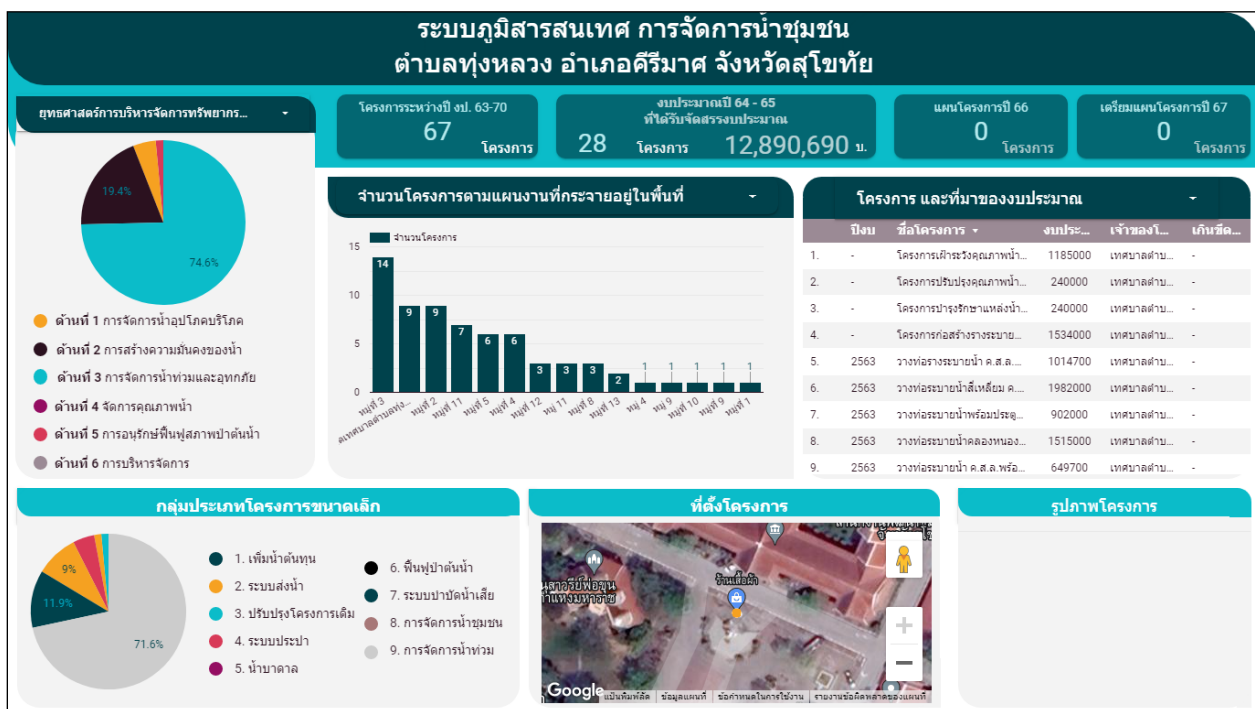 ระบบภูมิสารสนเทศ การจัดการน้ำชุมชน
ตำบลทุ่งหลวง อำเภอคีรีมาศ จังหวัดสุโขทัย
ยุทธศาสตร์การบริหารจัดการทรัพยากร...
โครงการระหว่างปี งป. 63-70
67 โครงการ
งบประมาณปี 64 - 65
ที่ได้รับจัดสรรงบประมาณ
28 โครงการ 12,890,690 บ.
แผนโครงการปี 66
0 โครงการ
เตรียมแผนโครงการปี 67
0 โครงการ
19.4%
74.6%
ด้านที่ 1 การจัดการน้ำอุปโภคบริโภค
ด้านที่ 2 การสร้างความมั่นคงของน้ำ
ด้านที่ 3 การจัดการน้ำท่วมและอุทกภัย
ด้านที่ 4 จัดการคุณภาพน้ำ
ด้านที่ 5 การอนุรักษ์ฟื้นฟูสภาพป่าต้นน้ำ
ด้านที่ 6 การบริหารจัดการ
จำนวนโครงการตามแผนงานที่กระจายอยู่ในพื้นที่
จำนวนโครงการ
15
10
5
0
14 9 9 7 6 6 3 3 3 2 1 1 1 1 1
หมู่ที่ 3
ดเทศบาลตำบลทุ่ง...
หมู่ที่ 2
หมู่ที่ 11
หมู่ที่ 5
หมู่ที่ 4
หมู่ที่ 12
หมู่ 11
หมู่ที่ 8
หมู่ที่ 13
หมู่ 4
หมู่ 9
หมู่ที่ 10
หมู่ที่ 9
หมู่ที่ 1
โครงการ และที่มาของงบประมาณ
ปีงบ ชื่อโครงการ งบประ... เจ้าของโ... เกินขีด...
1. - โครงการเฝ้าระวังคุณภาพน้ำ... 1185000 เทศบาลตำบ... -
2. - โครงการปรับปรุงคุณภาพน้ำ... 240000 เทศบาลตำบ... -
3. - โครงการบำรุงรักษาแหล่งน้ำ... 240000 เทศบาลตำบ... -
4. - โครงการก่อสร้างรางระบาย... 1534000 เทศบาลตำบ... -
5. 2563 วางท่อรางระบายน้ำ ค.ส.ล.... 1014700 เทศบาลตำบ... -
6. 2563 วางท่อระบายน้ำสี่เหลี่ยม ค.... 1982000 เทศบาลตำบ... -
7. 2563 วางท่อระบายน้ำพร้อมประตู... 902000 เทศบาลตำบ... -
8. 2563 วางท่อระบายน้ำคลองหนอง... 1515000 เทศบาลตำบ... -
9. 2563 วางท่อระบายน้ำ ค.ส.ล.พร้อ... 649700 เทศบาลตำบ... -
กลุ่มประเภทโครงการขนาดเล็ก
9%
11.9%
71.6%
1. เพิ่มน้ำต้นทุน
2. ระบบส่งน้ำ
3. ปรับปรุงโครงการเดิม
4. ระบบประปา
5. น้ำบาดาล
6. ฟื้นฟูป่าต้นน้ำ
7. ระบบบำบัดน้ำเสีย
8. การจัดการน้ำชุมชน
9. การจัดการน้ำท่วม
ที่ตั้งโครงการ
ร้านเสื้อผ้า
นุสาวรีย์พ่อขุน
กำแหงมหาราช
Google
แป้นพิมพ์ลัด ข้อมูลแผนที่ ข้อกำหนดในการใช้งาน รายงานข้อผิดพลาดของแผนที่
รูปภาพโครงการ